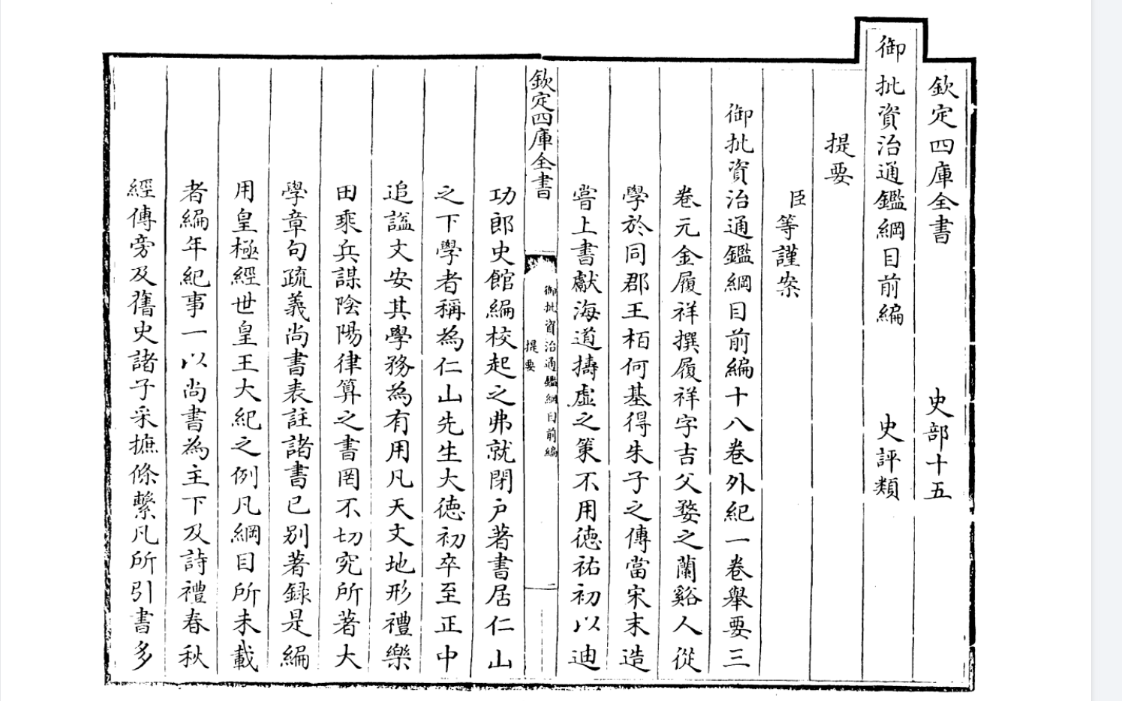 欽定四庫全書　史部十五
御批資治通鑑綱目前編　史評類
提要
臣等謹案
御批資治通鑑綱目前編十八卷外紀一卷舉要三
卷元金履祥撰履祥字吉父婺之蘭谿人從
學於同郡王柏何基得朱子之傳當宋末造
嘗上書獻海道擣虛之策不用德祐初以迪
欽定四庫全書
御批資治通鑑綱目前編
提要
一
功郎史館編校起之弗就閉戶著書居仁山
之下學者稱為仁山先生大德初卒至正中
追諡文安其學務為有用凡天文地形禮樂
田乘兵謀陰陽律算之書罔不切究所著大
學章句疏義尚書表註諸書已别著録是編
用皇極經世皇王大紀之例凡綱目所未載
者編年紀事一以尚書為主下及詩禮春秋
經傳旁及舊史諸子采摭條繫凡所引書多